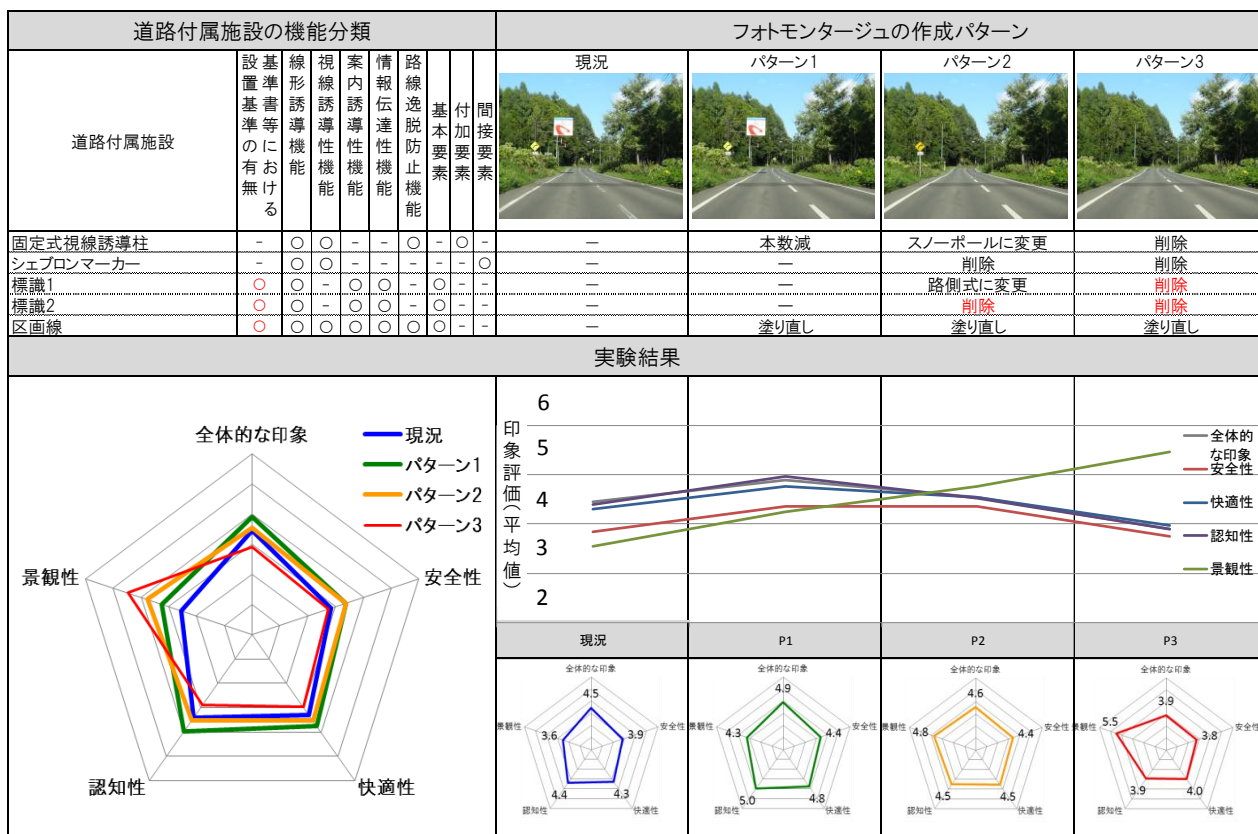 道路付属施設の機能分類
フォトモンタージュの作成パターン
道路付属施設
基準書等における
設置基準の有無
線形誘導機能
視線誘導性機能
案内誘導性機能
情報伝達性機能
路線逸脱防止機能
基本要素
付加要素
間接要素
現況 パターン1 パターン2 パターン3
固定式視線誘導柱 - ○ ○ - - ○ - ○ - — 本数減 スノーポールに変更 削除
シェブロンマーカー - ○ ○ - - - - - ○ — — 削除 削除
標識1 ○ ○ - ○ ○ - ○ - - — — 路側式に変更 削除
標識2 ○ ○ - ○ ○ - ○ - - — — 削除 削除
区画線 ○ ○ ○ ○ ○ ○ ○ - - — 塗り直し 塗り直し 塗り直し
実験結果
全体的な印象
安全性
快適性
認知性
景観性
現況
パターン1
パターン2
パターン3
印象評価(平均値)
6
5
4
3
2
全体的
な印象
安全性
快適性
認知性
景観性
現況 P1 P2 P3
全体的な印象
4.5
安全性
3.9
快適性
4.3
認知性
4.4
景観性
3.6
全体的な印象
4.9
安全性
4.4
快適性
4.8
認知性
5.0
景観性
4.3
全体的な印象
4.6
安全性
4.4
快適性
4.5
認知性
4.5
景観性
4.8
全体的な印象
3.9
安全性
3.8
快適性
4.0
認知性
3.9
景観性
5.5